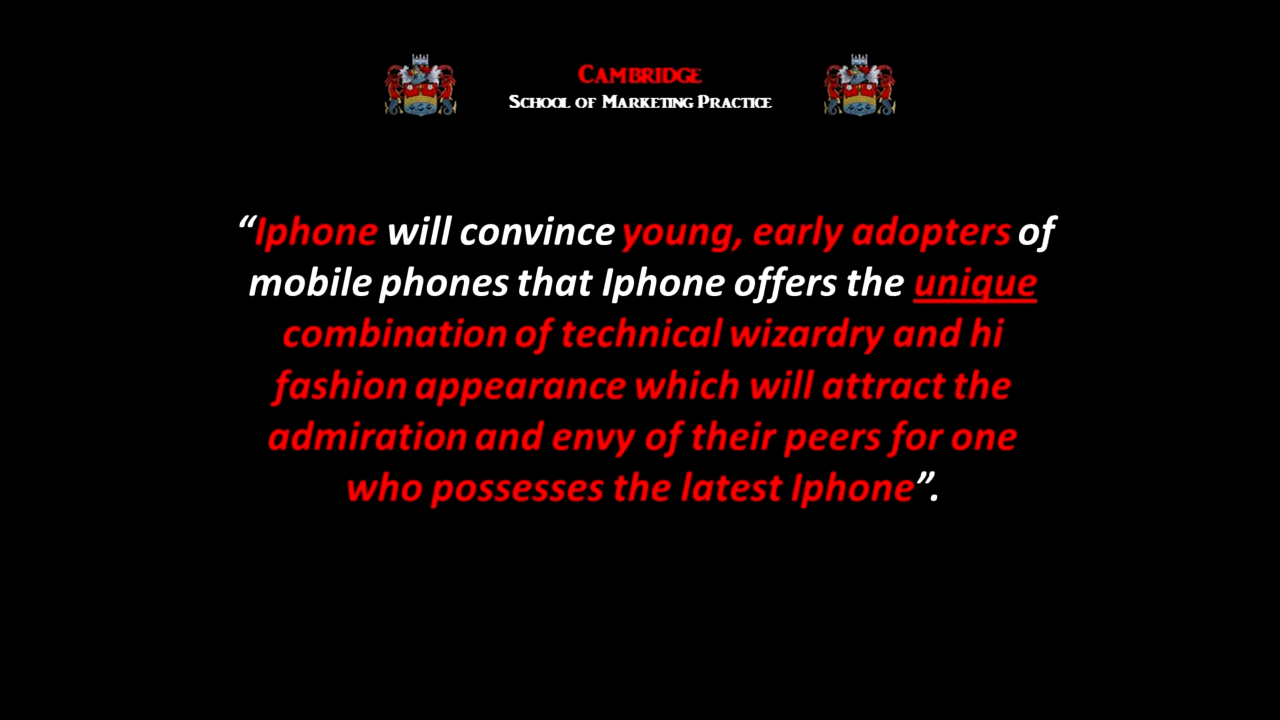 CAMBRIDGE
SCHOOL OF MARKETING PRACTICE
“Iphone will convince young, early adopters of
mobile phones that Iphone offers the unique
combination of technical wizardry and hi
fashion appearance which will attract the
admiration and envy of their peers for one
who possesses the latest Iphone”.